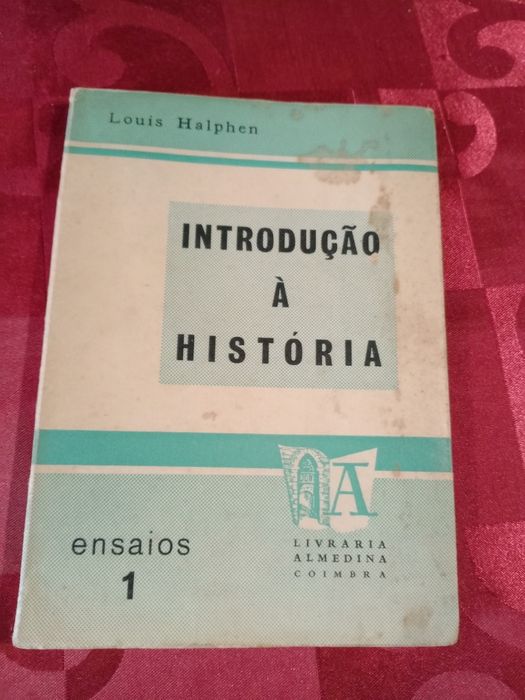 Louis Halphen
INTRODUÇÃO
À
HISTÓRIA
ensaios
1
A
LIVRARIA
ALMEDINA
COIMBRA